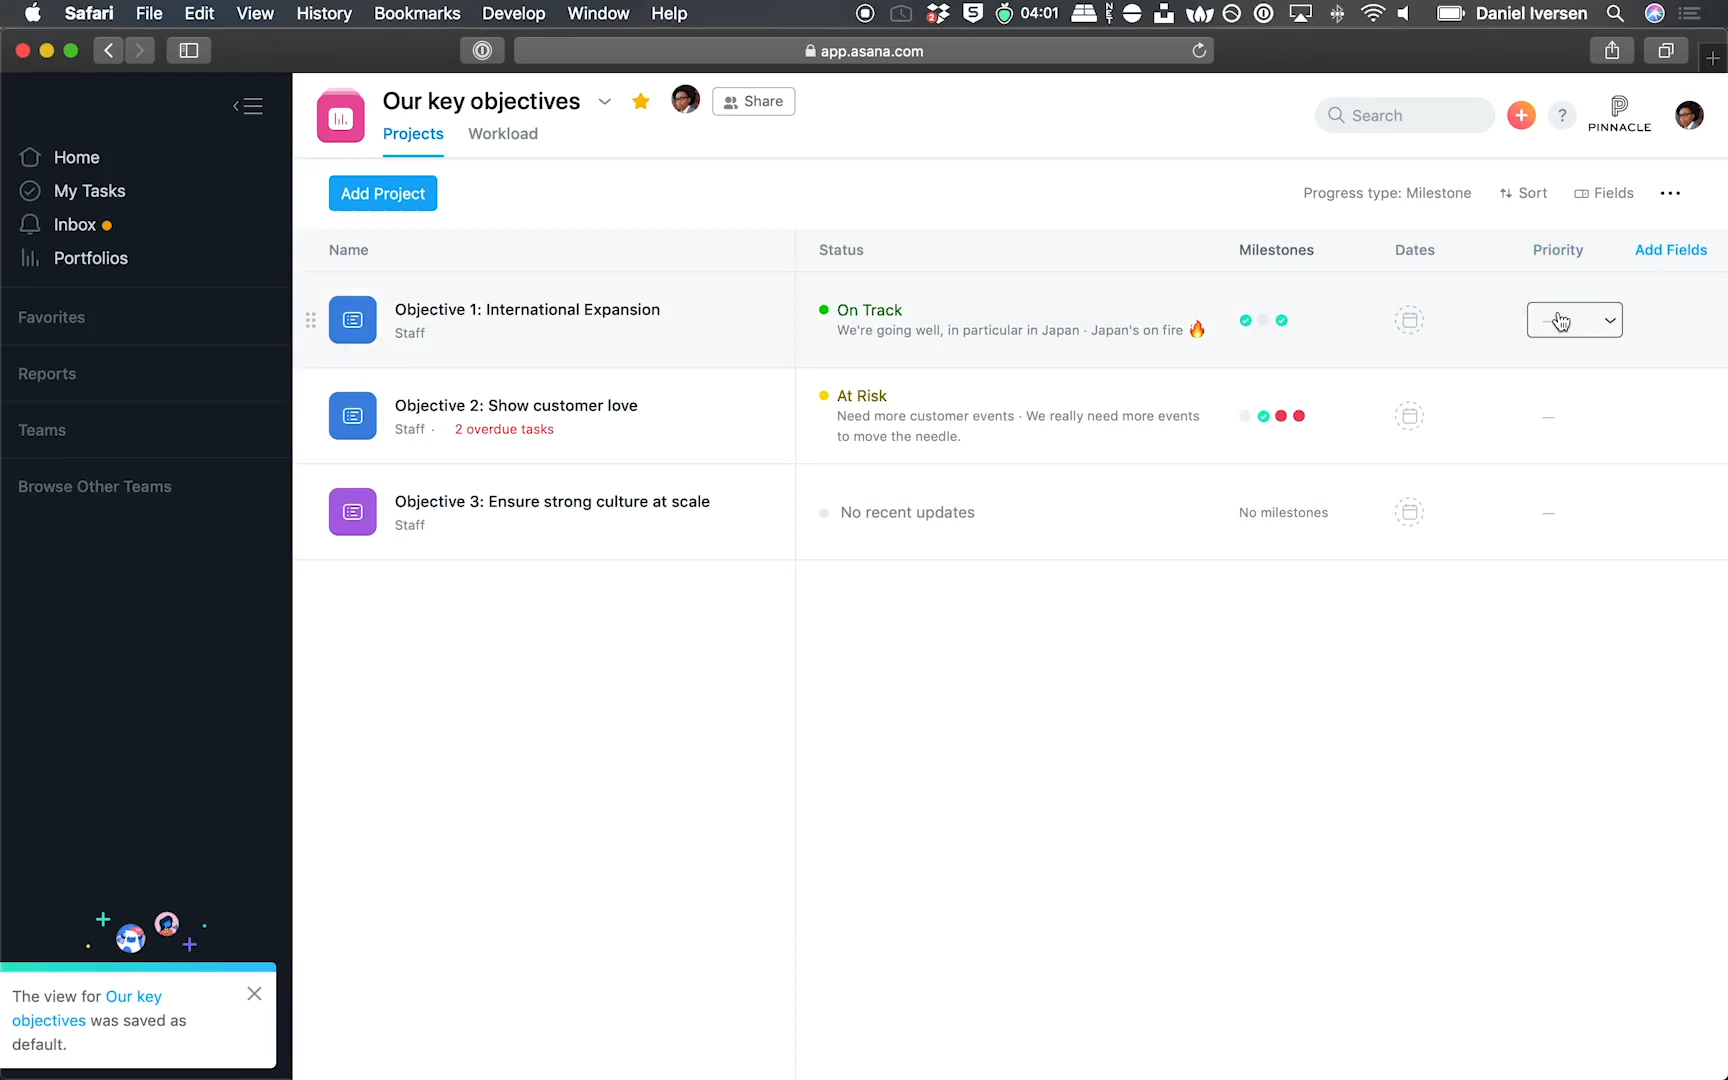 Safari File Edit View History Bookmarks Develop Window Help 04:01 Daniel Iversen
app.asana.com
Our key objectives
Share
Projects Workload
Search
?
PINNACLE
Home
My Tasks
Inbox
Portfolios
Favorites
Reports
Teams
Browse Other Teams
Add Project
Progress type: Milestone
Sort
Fields
Name Status Milestones Dates Priority Add Fields
Objective 1: International Expansion
Staff
On Track
We're going well, in particular in Japan · Japan's on fire 🔥
—
Objective 2: Show customer love
Staff · 2 overdue tasks
At Risk
Need more customer events · We really need more events
to move the needle.
—
Objective 3: Ensure strong culture at scale
Staff
No recent updates
No milestones
—
The view for Our key
objectives was saved as
default.